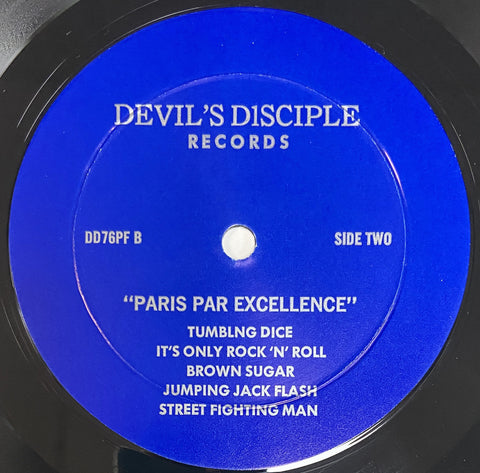 DEVIL'S D1SCIPLE
RECORDS
DD76PF B
SIDE TWO
"PARIS PAR EXCELLENCE"
TUMBLNG DICE
IT'S ONLY ROCK 'N' ROLL
BROWN SUGAR
JUMPING JACK FLASH
STREET FIGHTING MAN